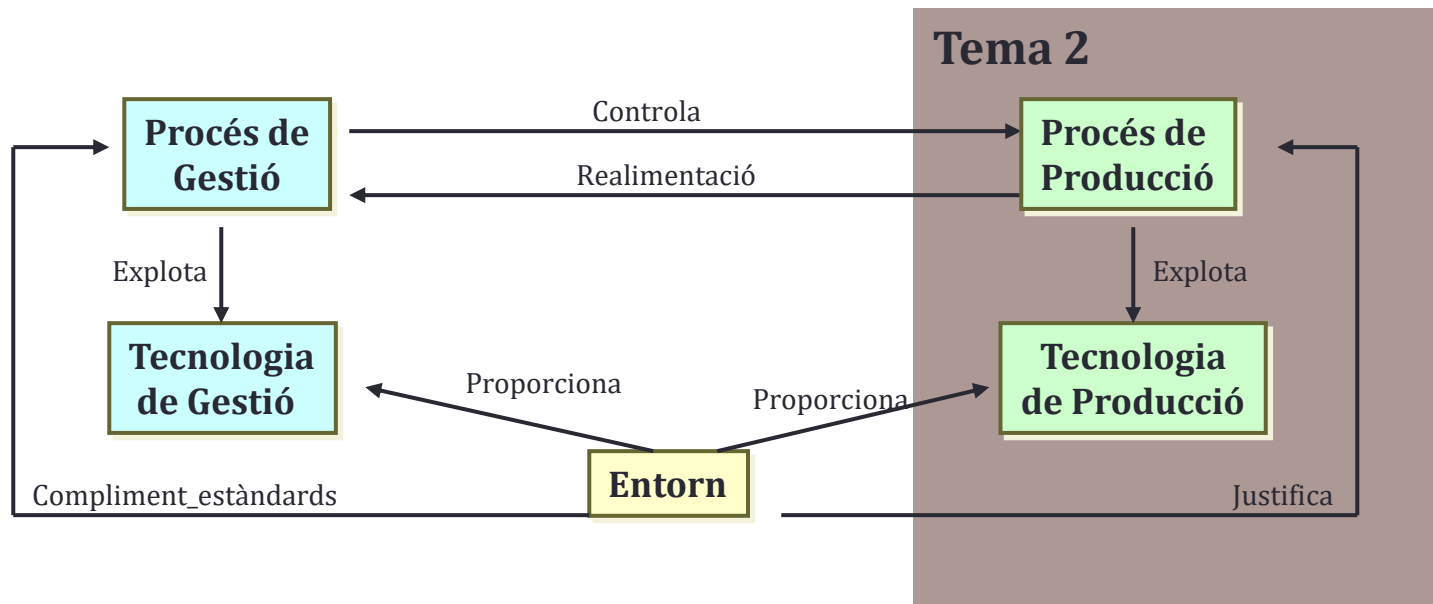 Tema 2
Controla
Procés de
Gestió
Procés de
Producció
Realimentació
Explota
Explota
Tecnologia
de Gestió
Tecnologia
de Producció
Proporciona
Proporciona
Entorn
Compliment_estàndards
Justifica